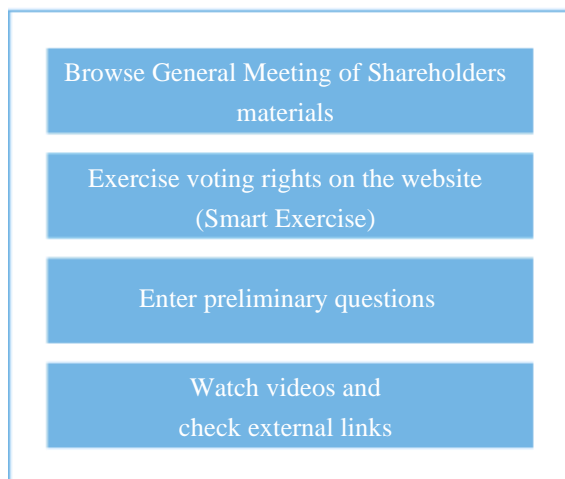 Browse General Meeting of Shareholders
materials
Exercise voting rights on the website
(Smart Exercise)
Enter preliminary questions
Watch videos and
check external links